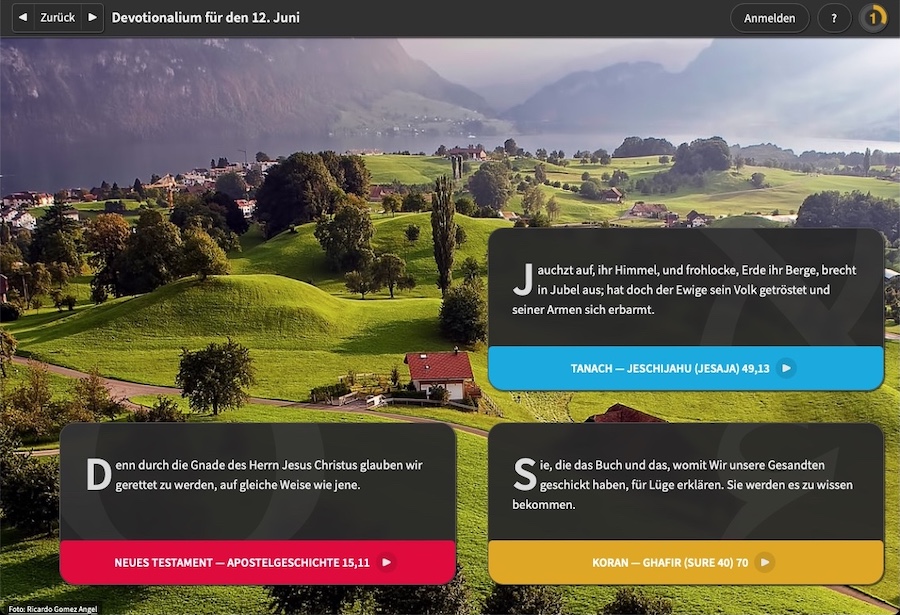 ◀ Zurück ▶ Devotionalium für den 12. Juni
Anmelden ? 1
Jauchzt auf, ihr Himmel, und frohlocke, Erde ihr Berge, brecht
in Jubel aus; hat doch der Ewige sein Volk getröstet und
seiner Armen sich erbarmt.
TANACH — JESCHIJAHU (JESAJA) 49,13
Denn durch die Gnade des Herrn Jesus Christus glauben wir
gerettet zu werden, auf gleiche Weise wie jene.
NEUES TESTAMENT — APOSTELGESCHICHTE 15,11
Sie, die das Buch und das, womit Wir unsere Gesandten
geschickt haben, für Lüge erklären. Sie werden es zu wissen
bekommen.
KORAN — GHAFIR (SURE 40) 70
Foto: Ricardo Gomez Angel